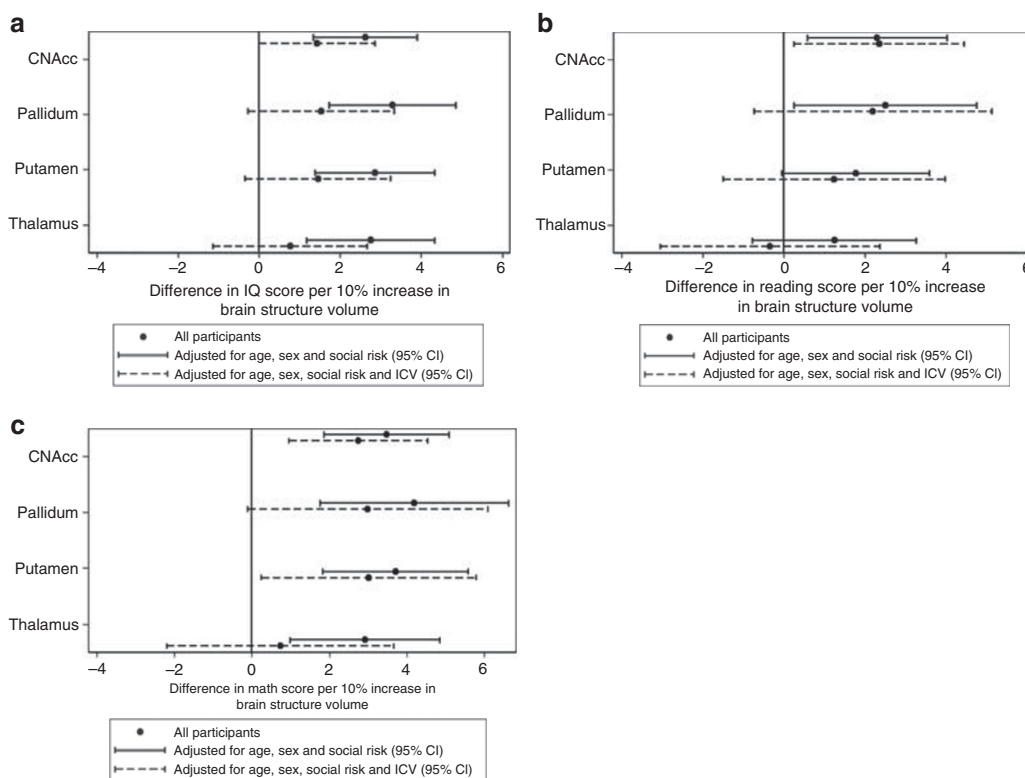 a
CNAcc
Pallidum
Putamen
Thalamus
–4 –2 0 2 4 6
Difference in IQ score per 10% increase in
brain structure volume
All participants
Adjusted for age, sex and social risk (95% CI)
Adjusted for age, sex, social risk and ICV (95% CI)
b
CNAcc
Pallidum
Putamen
Thalamus
–4 –2 0 2 4 6
Difference in reading score per 10% increase
in brain structure volume
All participants
Adjusted for age, sex and social risk (95% CI)
Adjusted for age, sex, social risk and ICV (95% CI)
c
CNAcc
Pallidum
Putamen
Thalamus
–4 –2 0 2 4 6
Difference in math score per 10% increase in
brain structure volume
All participants
Adjusted for age, sex and social risk (95% CI)
Adjusted for age, sex, social risk and ICV (95% CI)